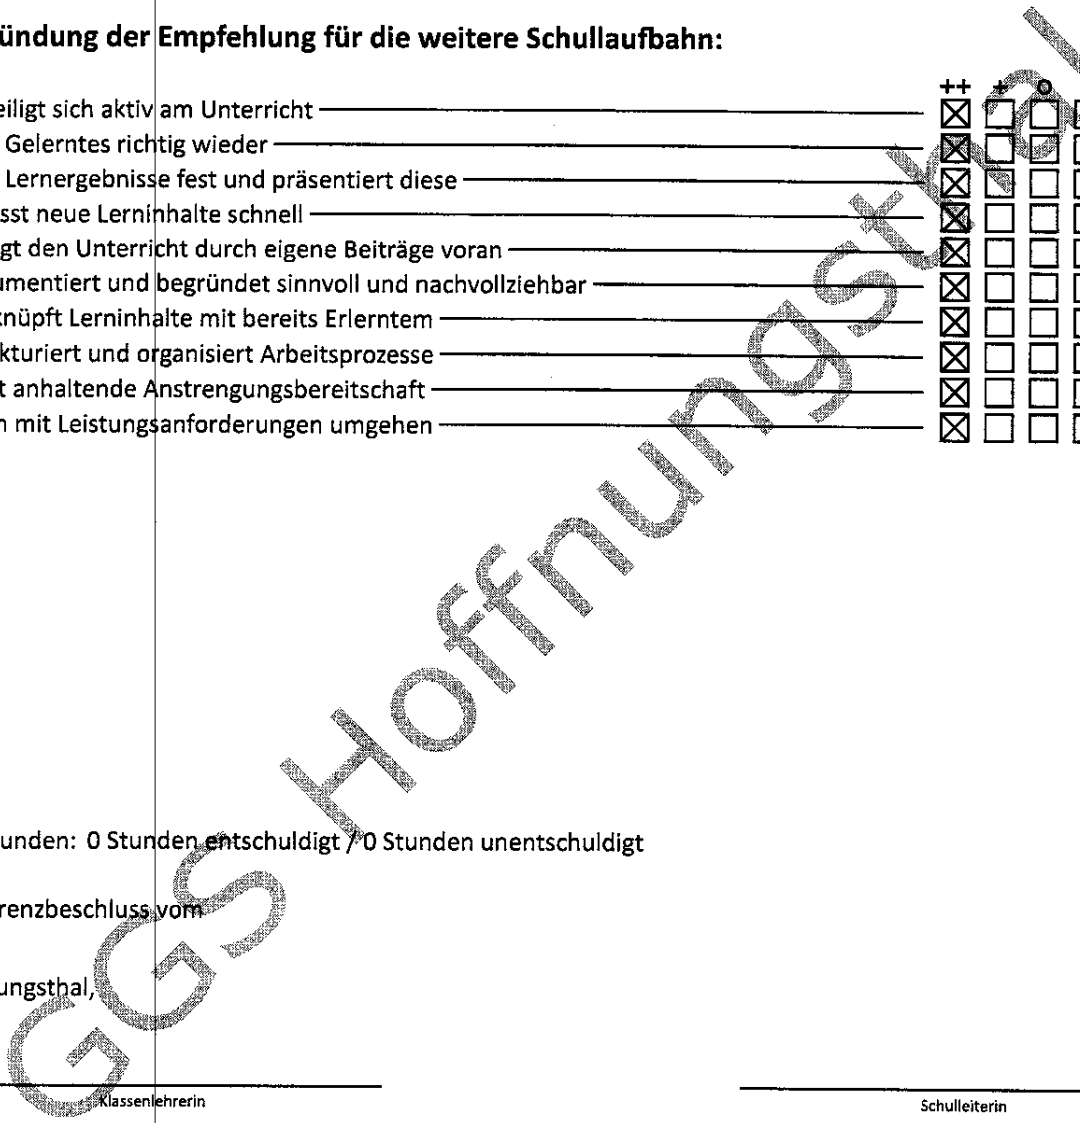 ündung der Empfehlung für die weitere Schullaufbahn:
++ + o
eiligt sich aktiv am Unterricht
Gelerntes richtig wieder
Lernergebnisse fest und präsentiert diese
sst neue Lerninhalte schnell
gt den Unterricht durch eigene Beiträge voran
umentiert und begründet sinnvoll und nachvollziehbar
knüpft Lerninhalte mit bereits Erlerntem
kturiert und organisiert Arbeitsprozesse
t anhaltende Anstrengungsbereitschaft
n mit Leistungsanforderungen umgehen
GGS Hoffnungsthal
unden: 0 Stunden entschuldigt / 0 Stunden unentschuldigt
renzbeschluss vom
ungsthal,
Klassenlehrerin
Schulleiterin